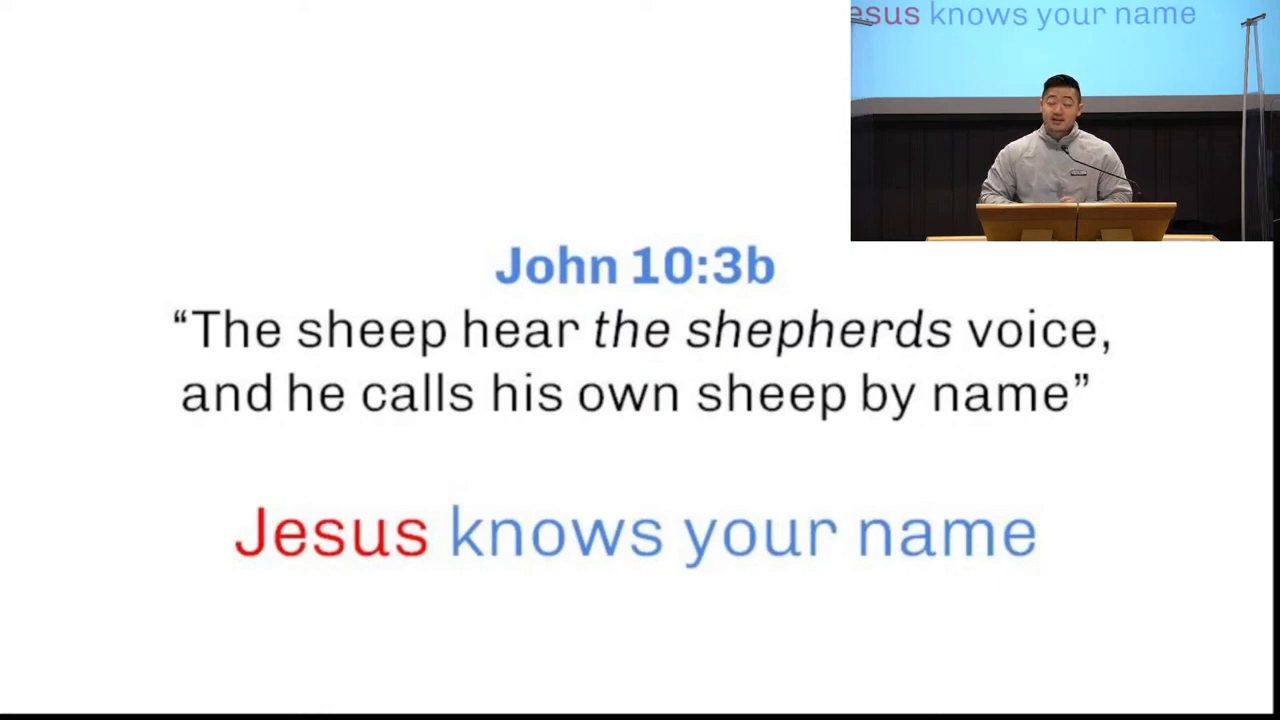 esus knows your name
John 10:3b
“The sheep hear the shepherds voice,
and he calls his own sheep by name”
Jesus knows your name